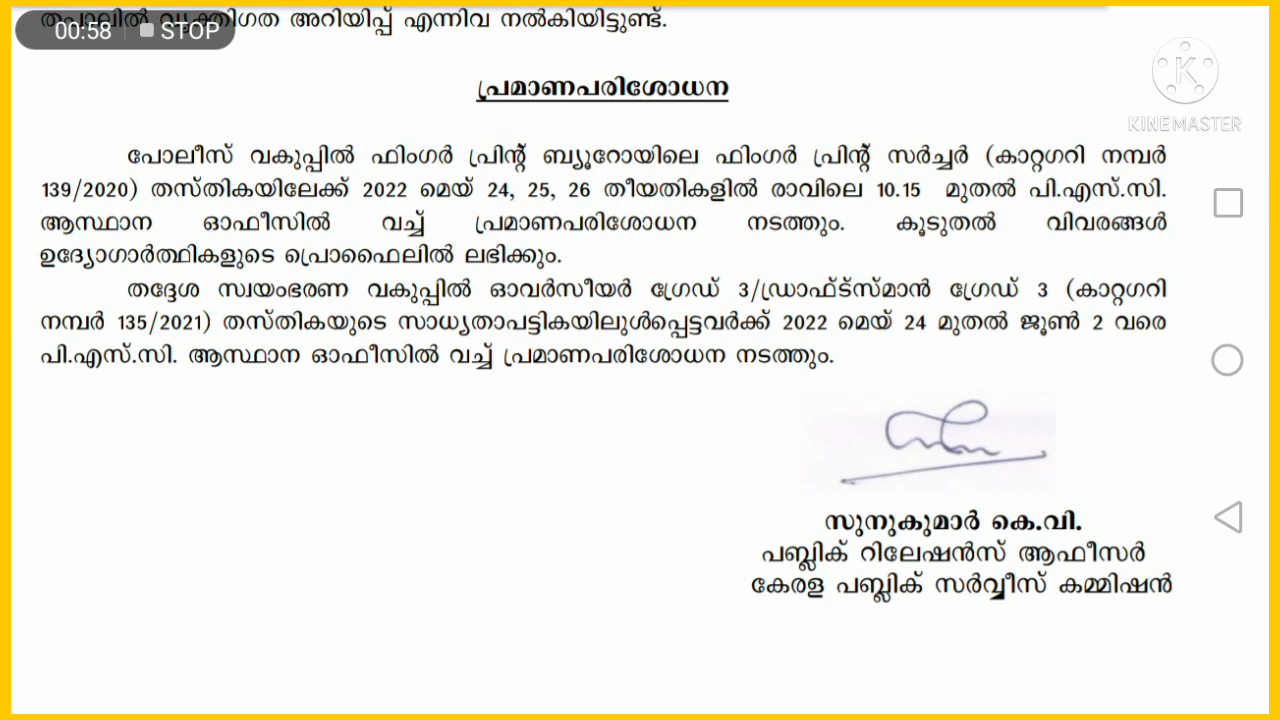 തപാലിൽ വ്യക്തിഗത അറിയിപ്പ് എന്നിവ നൽകിയിട്ടുണ്ട്.
00:58 STOP
പ്രമാണപരിശോധന
KINEMASTER
പോലീസ് വകുപ്പിൽ ഫിംഗർ പ്രിന്റ് ബ്യൂറോയിലെ ഫിംഗർ പ്രിന്റ് സർച്ചർ (കാറ്റഗറി നമ്പർ
139/2020) തസ്തികയിലേക്ക് 2022 മെയ് 24, 25, 26 തീയതികളിൽ രാവിലെ 10.15 മുതൽ പി.എസ്.സി.
ആസ്ഥാന ഓഫീസിൽ വച്ച് പ്രമാണപരിശോധന നടത്തും. കൂടുതൽ വിവരങ്ങൾ
ഉദ്യോഗാർത്ഥികളുടെ പ്രൊഫൈലിൽ ലഭിക്കും.
തദ്ദേശ സ്വയംഭരണ വകുപ്പിൽ ഓവർസീയർ ഗ്രേഡ് 3/ഡ്രാഫ്ട്സ്മാൻ ഗ്രേഡ് 3 (കാറ്റഗറി
നമ്പർ 135/2021) തസ്തികയുടെ സാധ്യതാപട്ടികയിലുൾപ്പെട്ടവർക്ക് 2022 മെയ് 24 മുതൽ ജൂൺ 2 വരെ
പി.എസ്.സി. ആസ്ഥാന ഓഫീസിൽ വച്ച് പ്രമാണപരിശോധന നടത്തും.
സുനുകുമാർ കെ.വി.
പബ്ലിക് റിലേഷൻസ് ആഫീസർ
കേരള പബ്ലിക് സർവ്വീസ് കമ്മിഷൻ